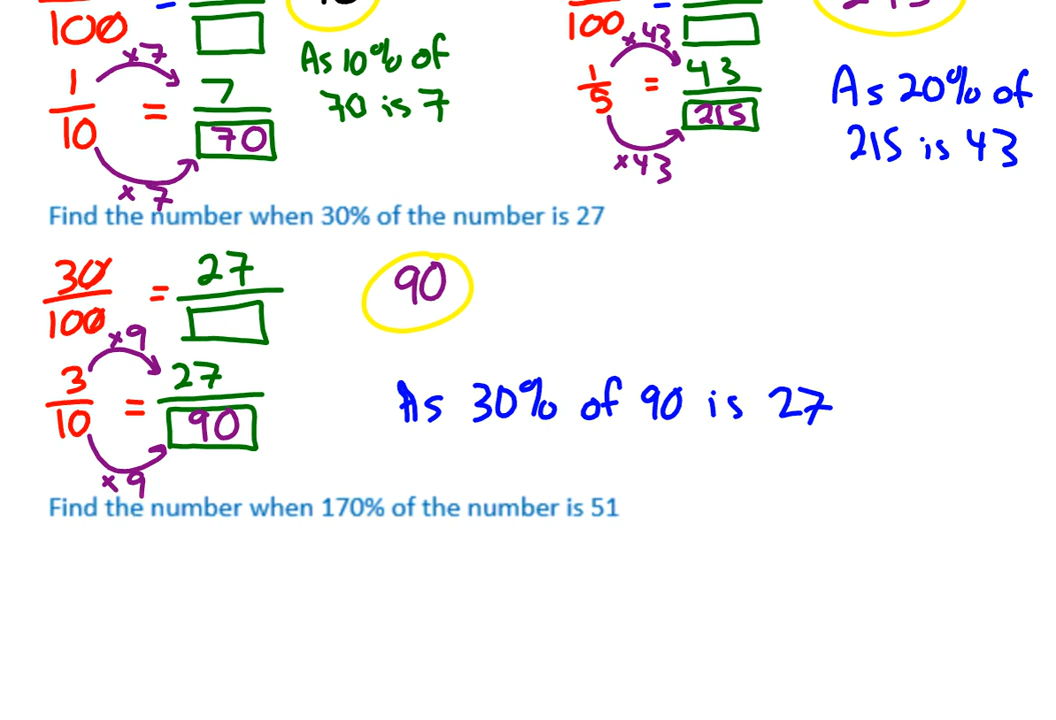 100
×7
1/10 = 7/70
×7
As 10% of
70 is 7
100
×43
1/5 = 43/215
×43
As 20% of
215 is 43
Find the number when 30% of the number is 27
30/100 = 27/
90
×9
3/10 = 27/90
×9
As 30% of 90 is 27
Find the number when 170% of the number is 51